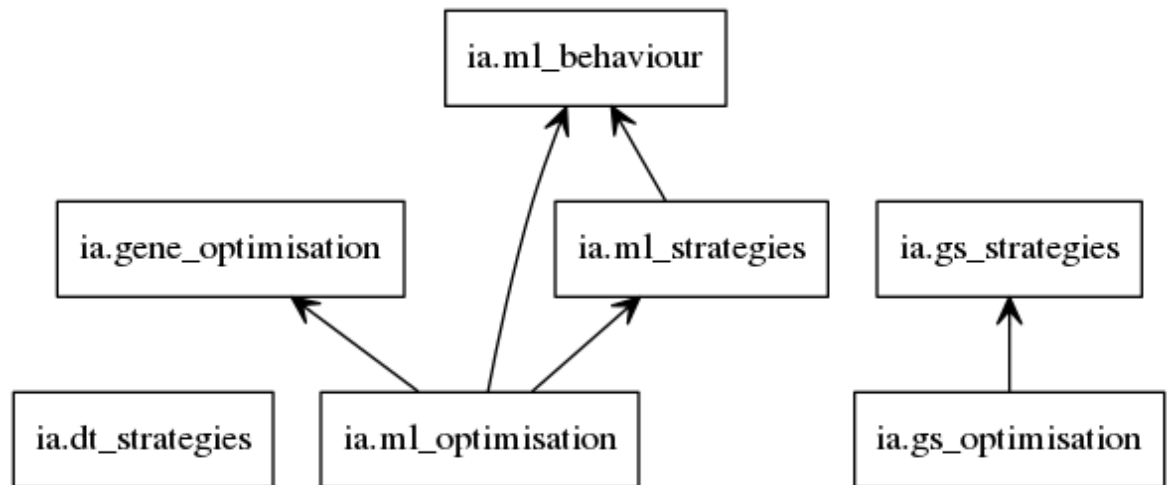 ia.ml_behaviour
ia.gene_optimisation
ia.ml_strategies
ia.gs_strategies
ia.dt_strategies
ia.ml_optimisation
ia.gs_optimisation